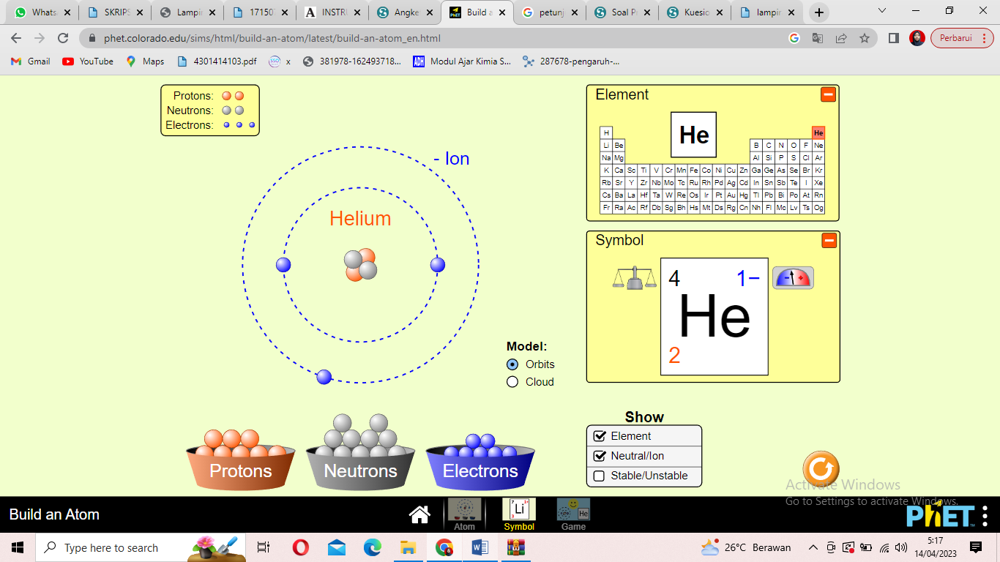 Whats
SKRIPS
Lampir
17150
INSTRU
Angke
Build a
petunj
Soal P
Kuesio
lampir
phet.colorado.edu/sims/html/build-an-atom/latest/build-an-atom_en.html
Perbarui
Gmail
YouTube
Maps
4301414103.pdf
x
381978-162493718...
ADH
Modul Ajar Kimia S...
287678-pengaruh-...
Protons:
Neutrons:
Electrons:
- Ion
Helium
Element
He
H He
Li Be B C N O F Ne
Na Mg Al Si P S Cl Ar
K Ca Sc Ti V Cr Mn Fe Co Ni Cu Zn Ga Ge As Se Br Kr
Rb Sr Y Zr Nb Mo Tc Ru Rh Pd Ag Cd In Sn Sb Te I Xe
Cs Ba La Hf Ta W Re Os Ir Pt Au Hg Tl Pb Bi Po At Rn
Fr Ra Ac Rf Db Sg Bh Hs Mt Ds Rg Cn Nh Fl Mc Lv Ts Og
Symbol
4 1−
He
2
- +
Model:
Orbits
Cloud
Show
Element
Neutral/Ion
Stable/Unstable
Protons
Neutrons
Electrons
Activate Windows
Go to Settings to activate Windows.
Build an Atom
Atom
7 1+
Li
3
Symbol
He
Game
PhET
Type here to search
26°C Berawan
5:17
14/04/2023